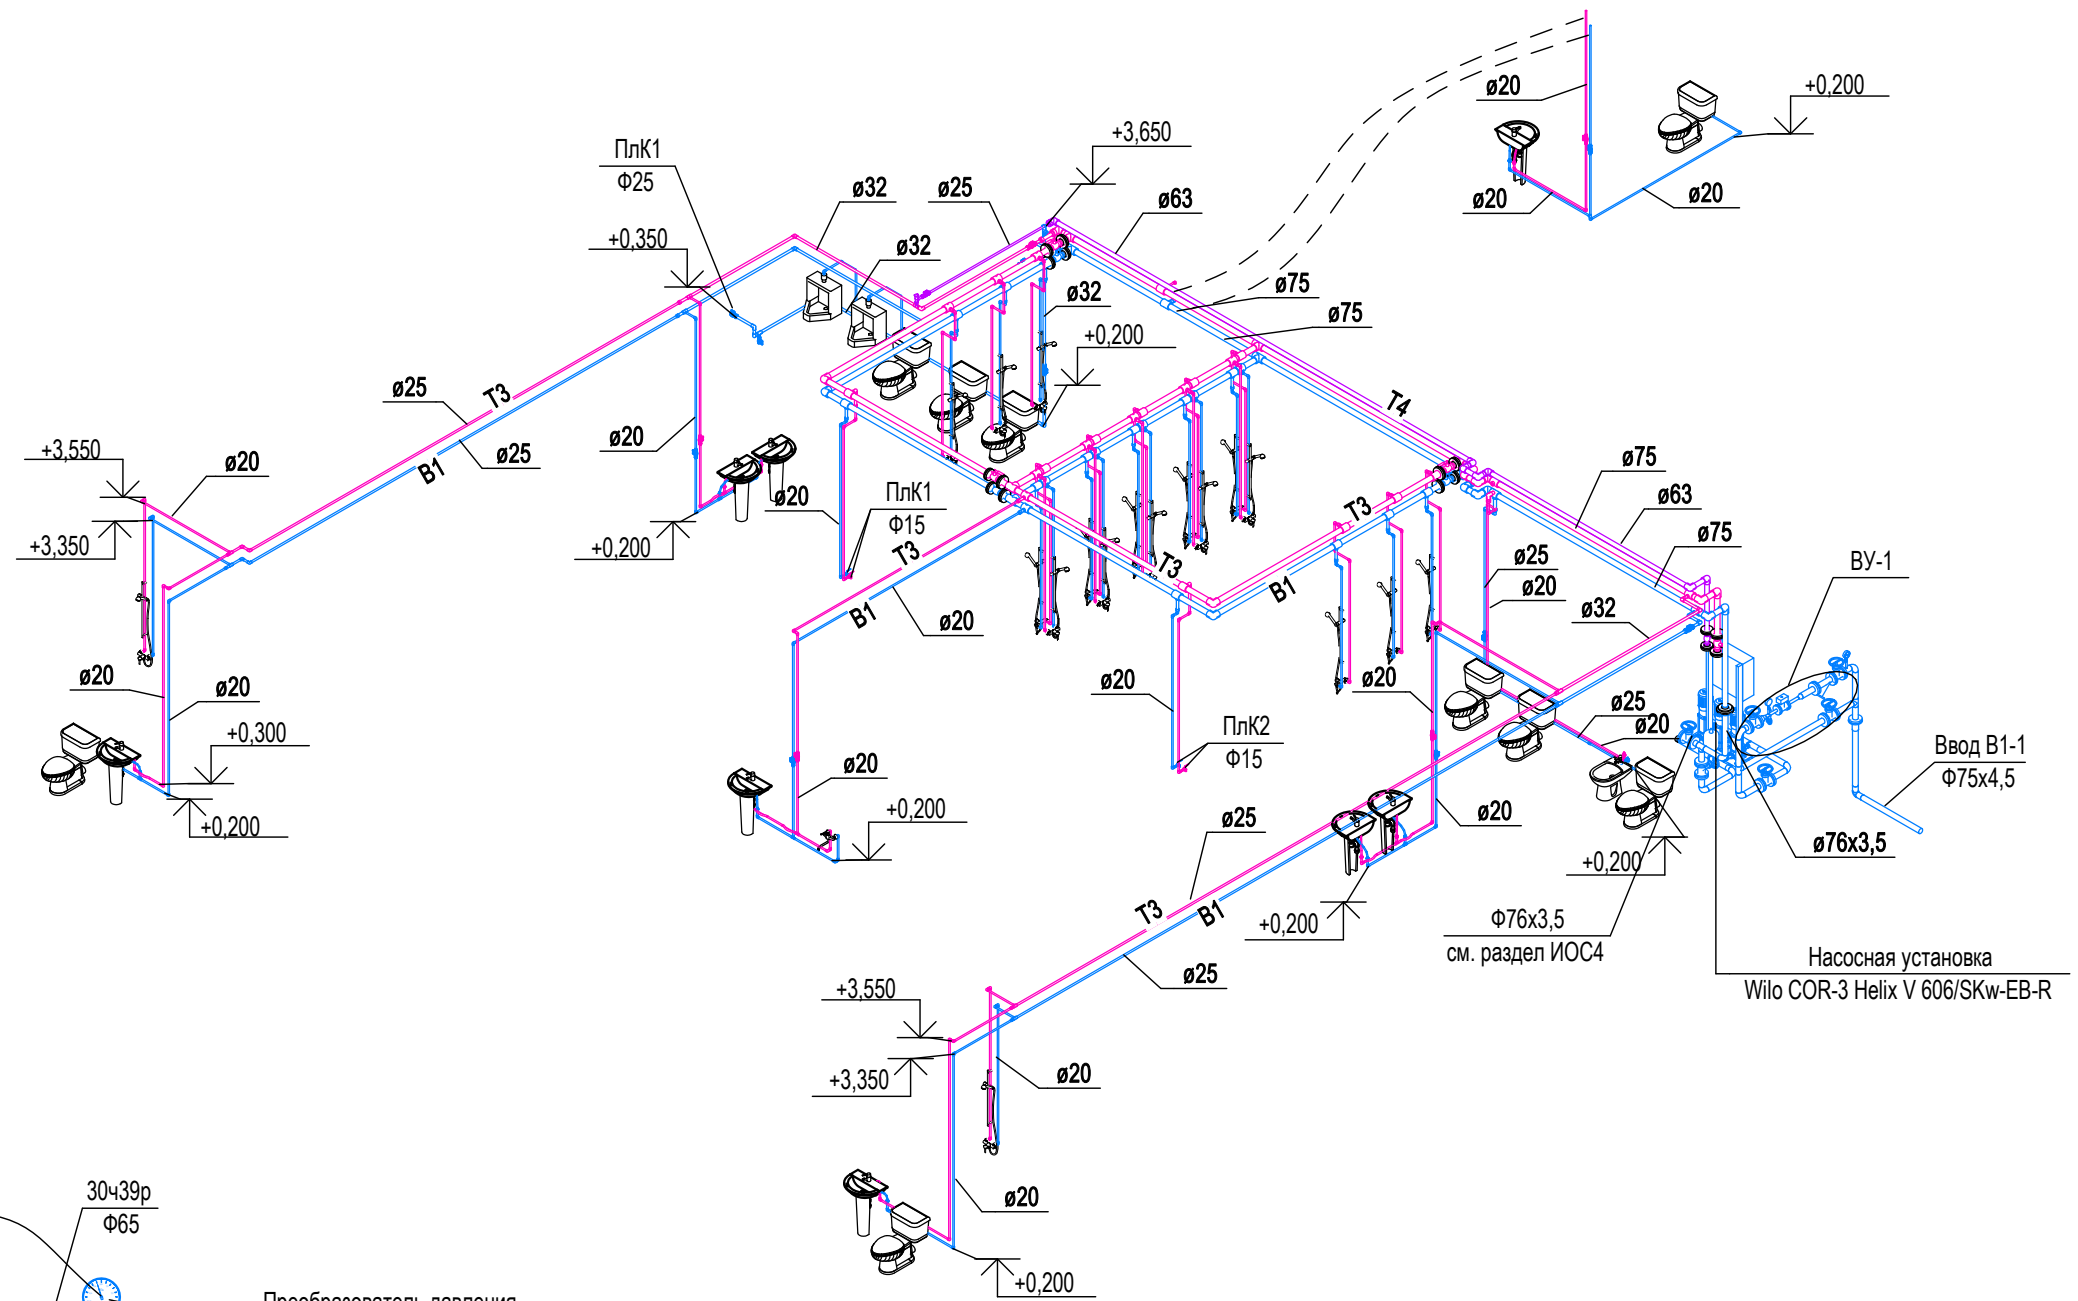 ø20
+0,200
ø20
ø20
+3,650
ПлК1
Ф25
ø32
ø25
ø63
+0,350
ø32
ø32
ø75
ø75
+0,200
ø25
Т3
Т4
ø20
В1
ø25
+3,550
ø20
ø75
ø63
ø75
ø20
ПлК1
Ф15
Т3
+3,350
+0,200
Т3
Т3
В1
ø25
ВУ-1
ø20
ø32
В1
ø20
ø20
ø20
ø20
ø20
ø25
ø20
ПлК2
Ф15
+0,300
Ввод В1-1
Ф75х4,5
ø20
+0,200
+0,200
ø25
ø20
ø76х3,5
+0,200
Т3
В1
+0,200
Ф76х3,5
см. раздел ИОС4
Насосная установка
Wilo COR-3 Helix V 606/SKw-EB-R
ø25
+3,550
+3,350
ø20
30ч39р
Ф65
ø20
+0,200
Преобразователь давления